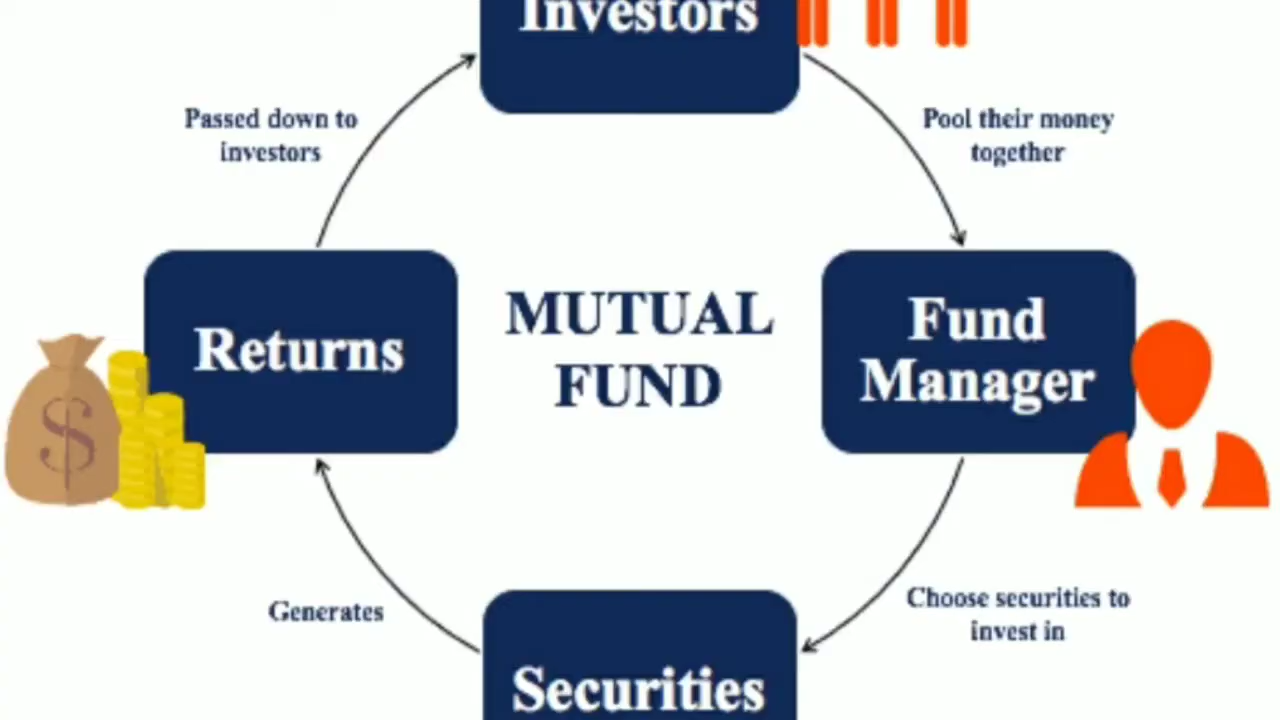 Investors
Passed down to
investors
Pool their money
together
Returns
MUTUAL
FUND
Fund
Manager
$
Generates
Choose securities to
invest in
Securities